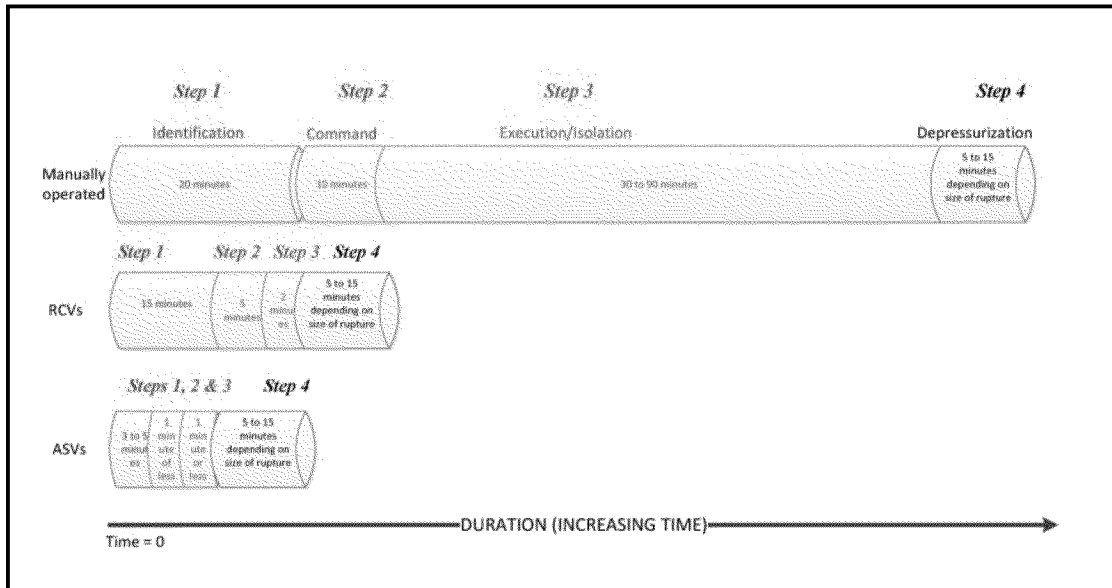 Step 1 Step 2 Step 3 Step 4
Identification Command Execution/Isolation Depressurization
Manually
operated
20 minutes
10 minutes
30 to 90 minutes
5 to 15
minutes
depending on
size of rupture
Step 1 Step 2 Step 3 Step 4
RCVs
15 minutes
5
minutes
2
minut
es
5 to 15
minutes
depending on
size of rupture
Steps 1, 2 & 3 Step 4
ASVs
3 to 5
minut
es
1
min
ute of
less
1
min
ute
or
less
5 to 15
minutes
depending on
size of rupture
DURATION (INCREASING TIME)
Time = 0